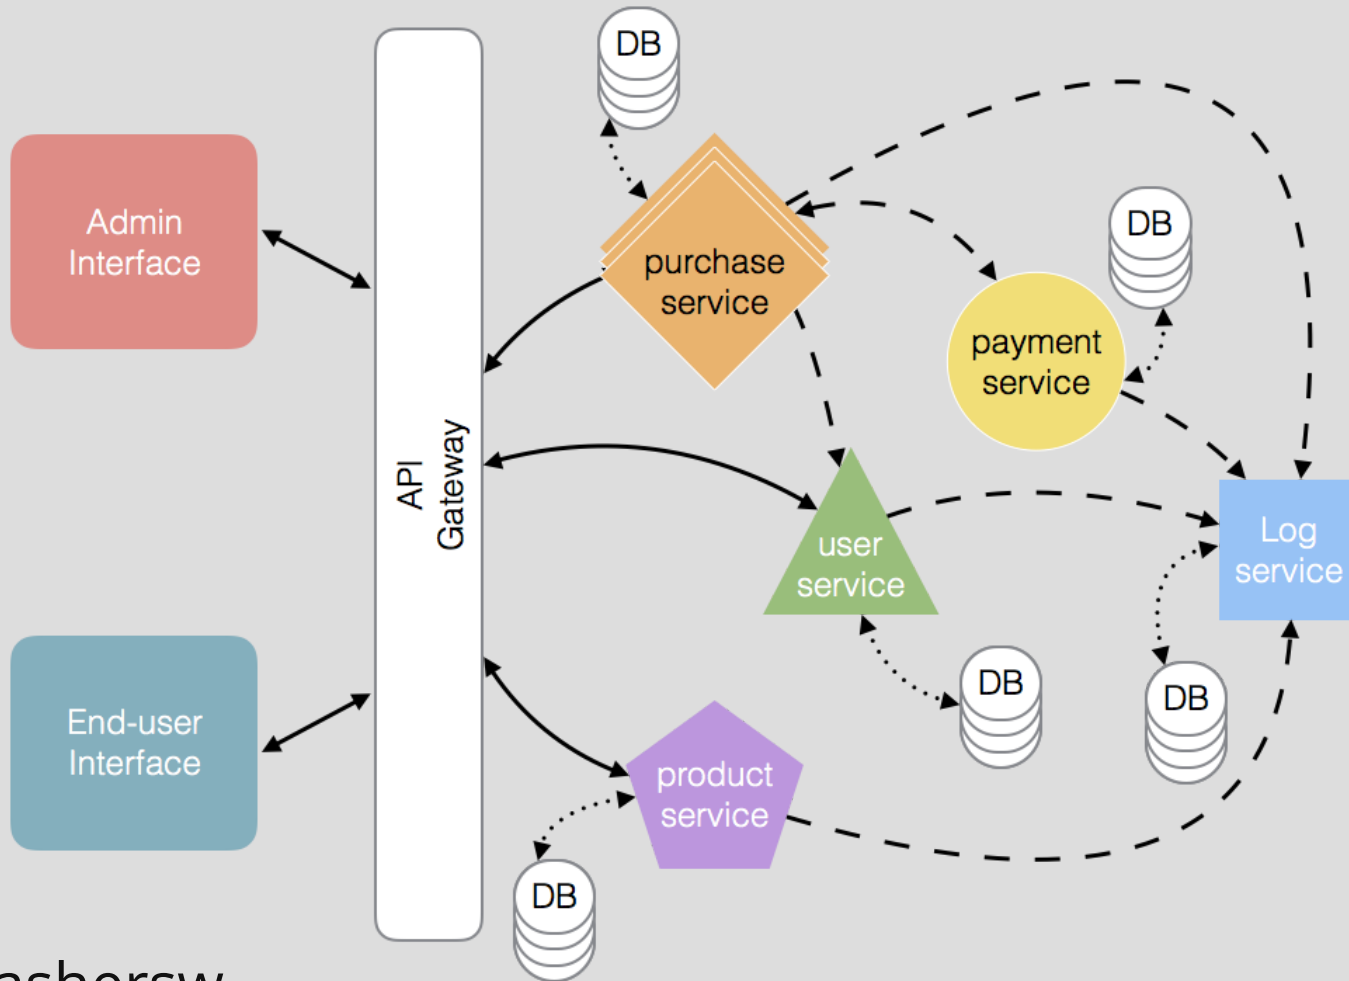 DB
Admin
Interface
API
Gateway
purchase
service
DB
payment
service
user
service
Log
service
DB
DB
End-user
Interface
product
service
DB